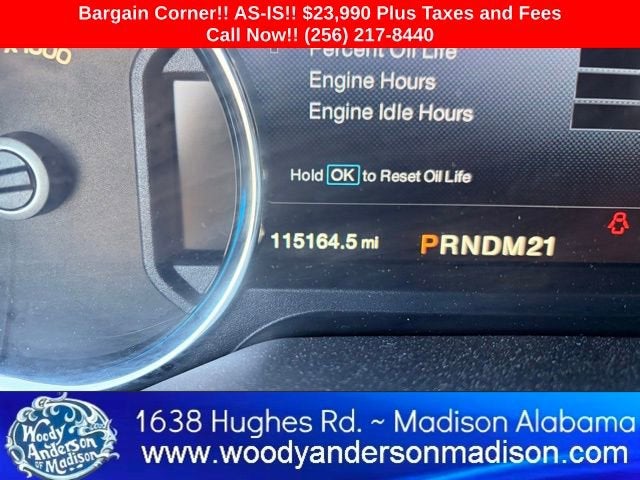 Bargain Corner!! AS-IS!! $23,990 Plus Taxes and Fees
Call Now!! (256) 217-8440
x1000
Percent Oil Life
Engine Hours
Engine Idle Hours
Hold OK to Reset Oil Life
115164.5 mi
PRNDM21
Woody
Anderson
OF Madison
1638 Hughes Rd. ~ Madison Alabama
www.woodyandersonmadison.com